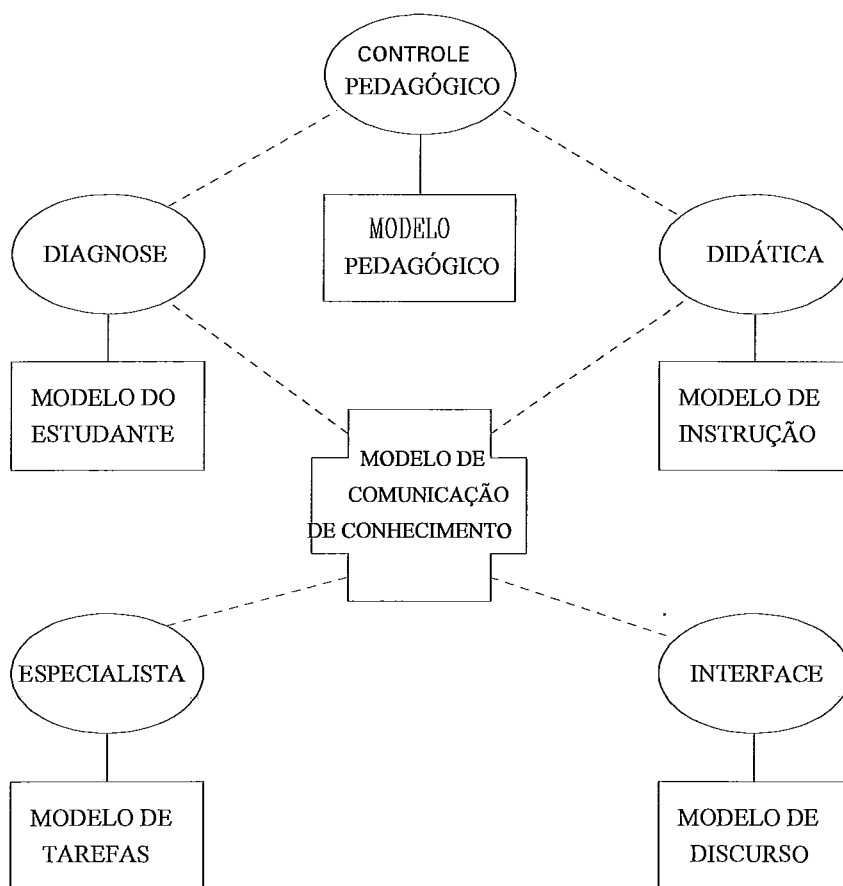 CONTROLE
PEDAGÓGICO
MODELO
PEDAGÓGICO
DIAGNOSE
DIDÁTICA
MODELO DO
ESTUDANTE
MODELO DE
INSTRUÇÃO
MODELO DE
COMUNICAÇÃO
DE CONHECIMENTO
ESPECIALISTA
INTERFACE
MODELO DE
TAREFAS
MODELO DE
DISCURSO